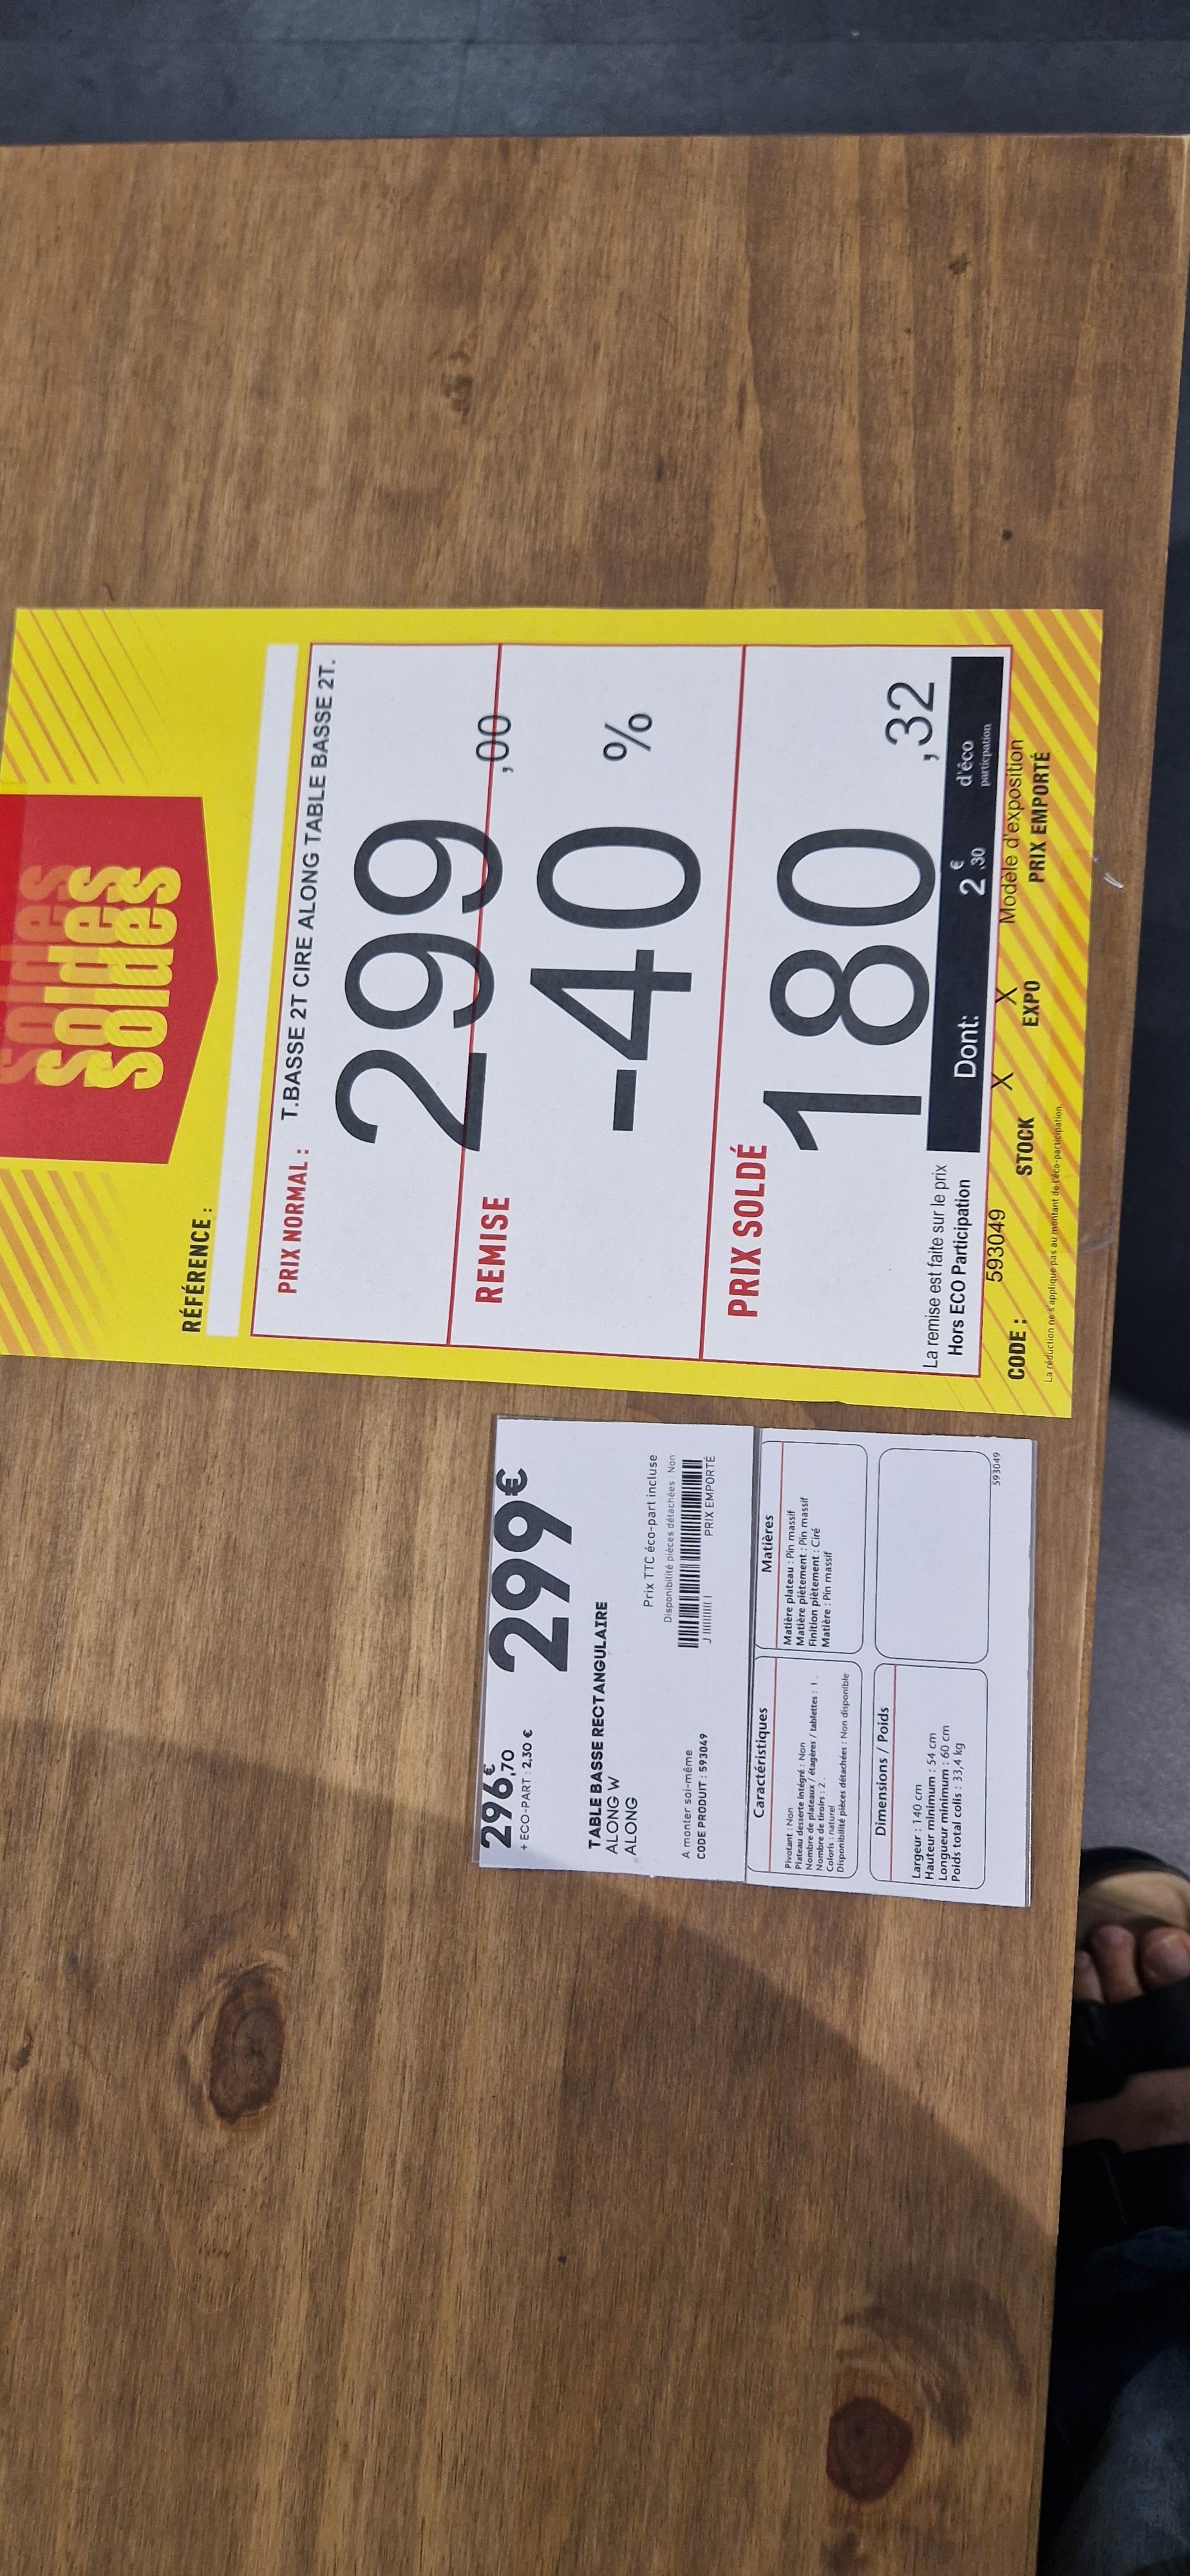 soldes
soldes
soldes
RÉFÉRENCE :
PRIX NORMAL :
T.BASSE 2T CIRE ALONG TABLE BASSE 2T.
299,00
REMISE
-40 %
PRIX SOLDÉ
180,32
La remise est faite sur le prix
Hors ECO Participation
Dont: 2 € ,30 d'éco
particpation
CODE : 593049 STOCK X EXPO X Modèle d'exposition
PRIX EMPORTÉ
La réduction ne s'applique pas au montant de l'éco-participation.
296€,70
+ ECO-PART : 2,30 €
299€
TABLE BASSE RECTANGULAIRE
ALONG W
ALONG
Prix TTC éco-part incluse
Disponibilité pièces détachées : Non
A monter soi-même
CODE PRODUIT : 593049
PRIX EMPORTÉ
Caractéristiques
Pivotant : Non
Plateau desserte intégré : Non
Nombre de plateaux / étagères / tablettes : 1
Nombre de tiroirs : 2
Coloris : naturel
Disponibilité pièces détachées : Non disponible
Matières
Matière plateau : Pin massif
Matière piètement : Pin massif
Finition piètement : Ciré
Matière : Pin massif
Dimensions / Poids
Largeur : 140 cm
Hauteur minimum : 54 cm
Longueur minimum : 60 cm
Poids total colis : 33,4 kg
593049